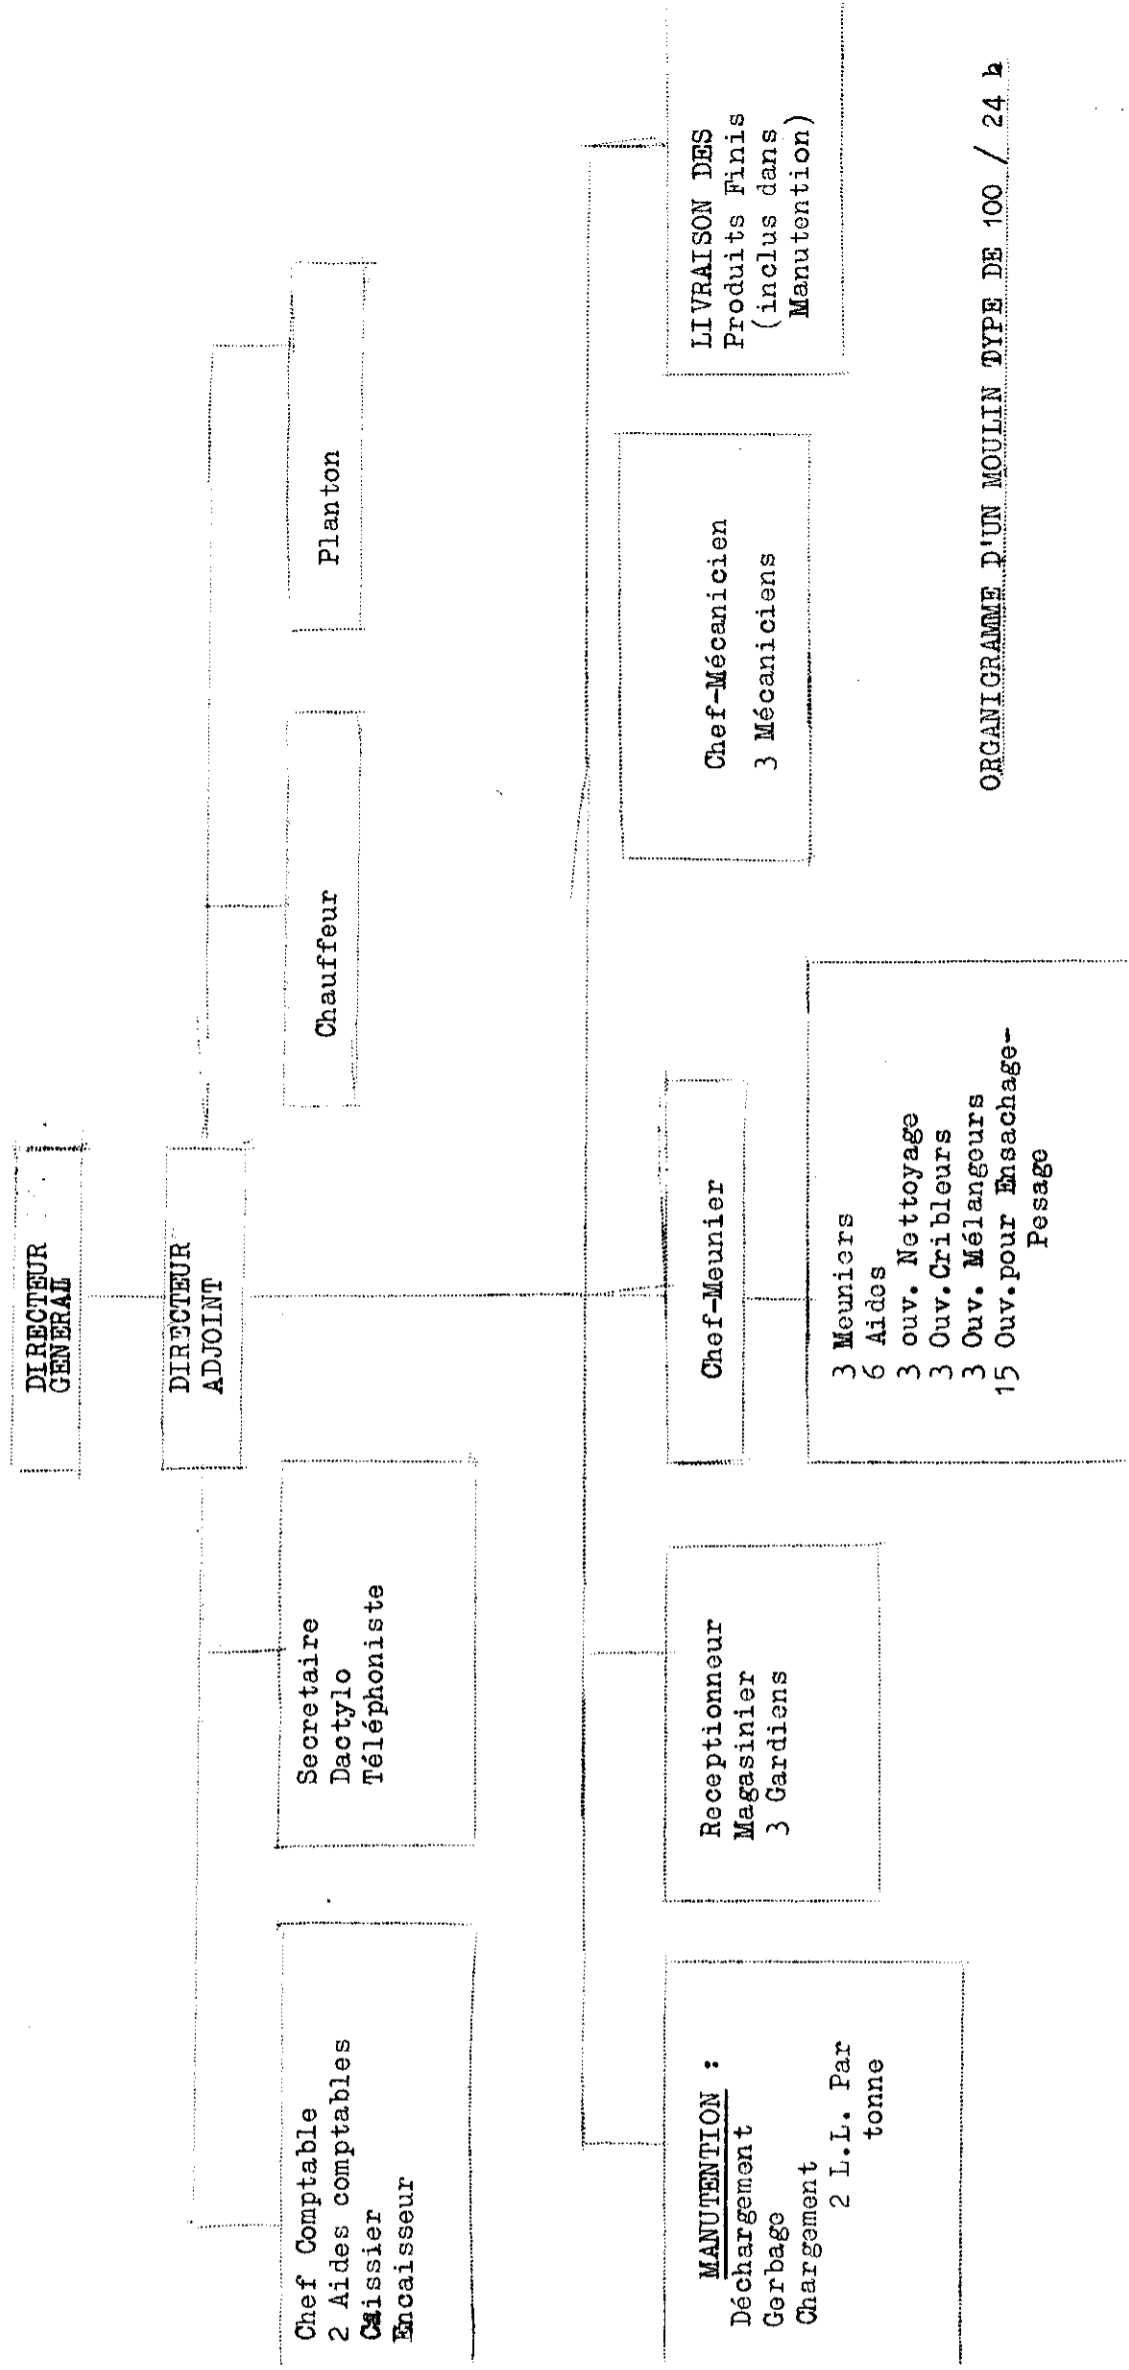 DIRECTEUR
GENERAL
DIRECTEUR
ADJOINT
Chef Comptable
2 Aides comptables
Caissier
Encaisseur
Secretaire
Dactylo
Téléphoniste
Chauffeur
Planton
MANUTENTION :
Déchargement
Gerbage
Chargement
2 L.L. Par
tonne
Receptionneur
Magasinier
3 Gardiens
Chef-Meunier
3 Meuniers
6 Aides
3 ouv. Nettoyage
3 Ouv.Cribleurs
3 Ouv. Mélangeurs
15 Ouv.pour Ensachage-
Pesage
Chef-Mécanicien
3 Mécaniciens
LIVRAISON DES
Produits Finis
(inclus dans
Manutention)
ORGANIGRAMME D'UN MOULIN TYPE DE 100 / 24 h